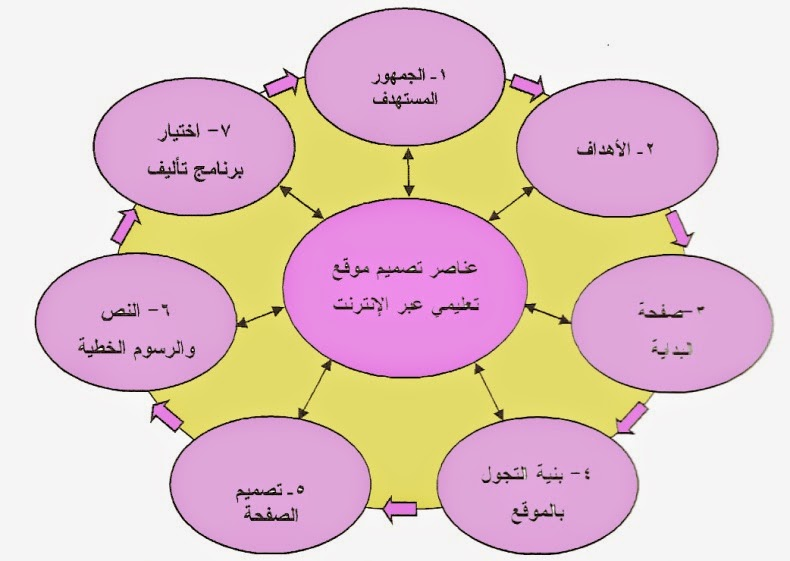 عناصر تصميم موقع
تعليمي عبر الإنترنت
١- الجمهور
المستهدف
٢- الأهداف
٣- صفحة
البداية
٤- بنية التجول
بالموقع
٥- تصميم
الصفحة
٦- النص
والرسوم الخطية
٧- اختيار
برنامج تأليف